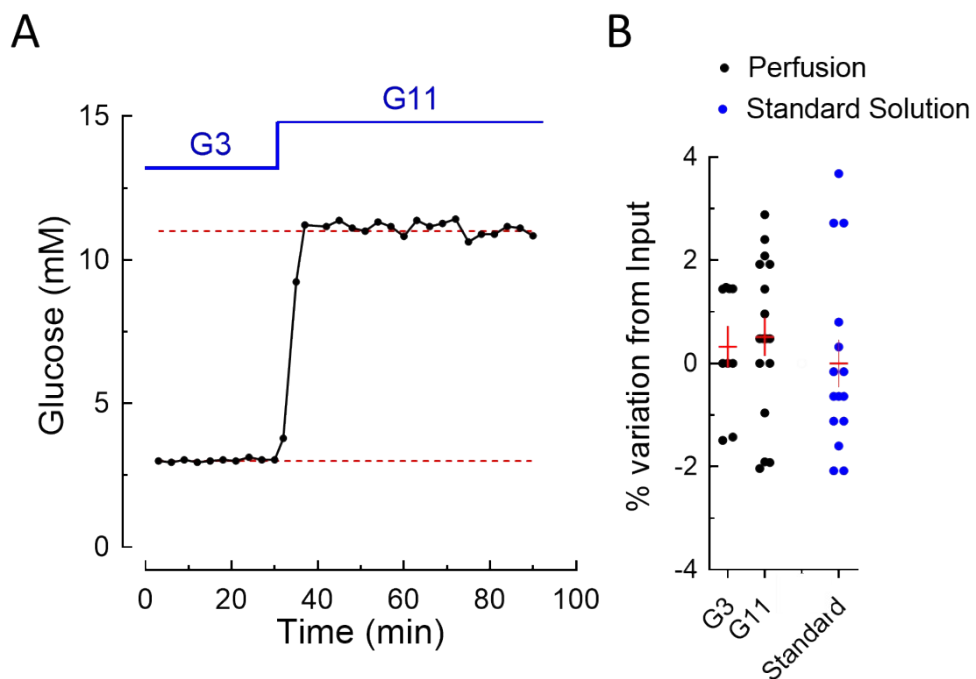 A
G3
G11
Glucose (mM)
15
10
5
0
0 20 40 60 80 100
Time (min)
B
Perfusion
Standard Solution
% variation from Input
4
2
0
-2
-4
G3
G11
Standard